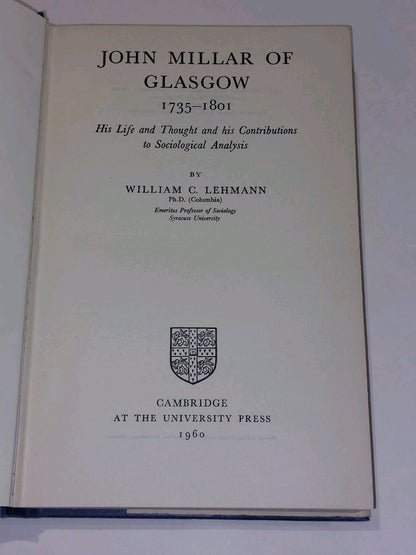 JOHN MILLAR OF
GLASGOW
1735–1801
His Life and Thought and his Contributions
to Sociological Analysis
BY
WILLIAM C. LEHMANN
Ph.D. (Columbia)
Emeritus Professor of Sociology
Syracuse University
CAMBRIDGE
AT THE UNIVERSITY PRESS
1960